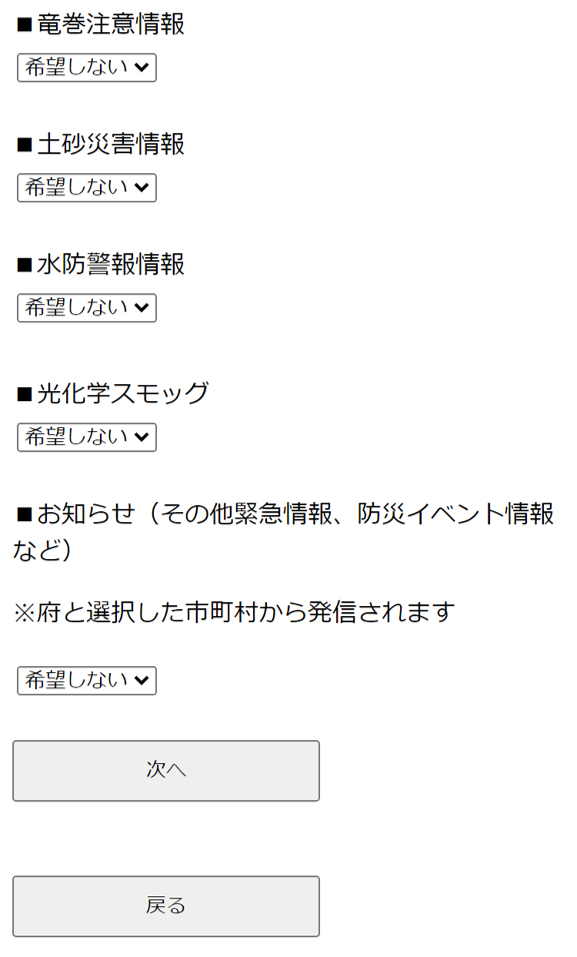 ■竜巻注意情報
希望しない
■土砂災害情報
希望しない
■水防警報情報
希望しない
■光化学スモッグ
希望しない
■お知らせ（その他緊急情報、防災イベント情報
など）
※府と選択した市町村から発信されます
希望しない
次へ
戻る